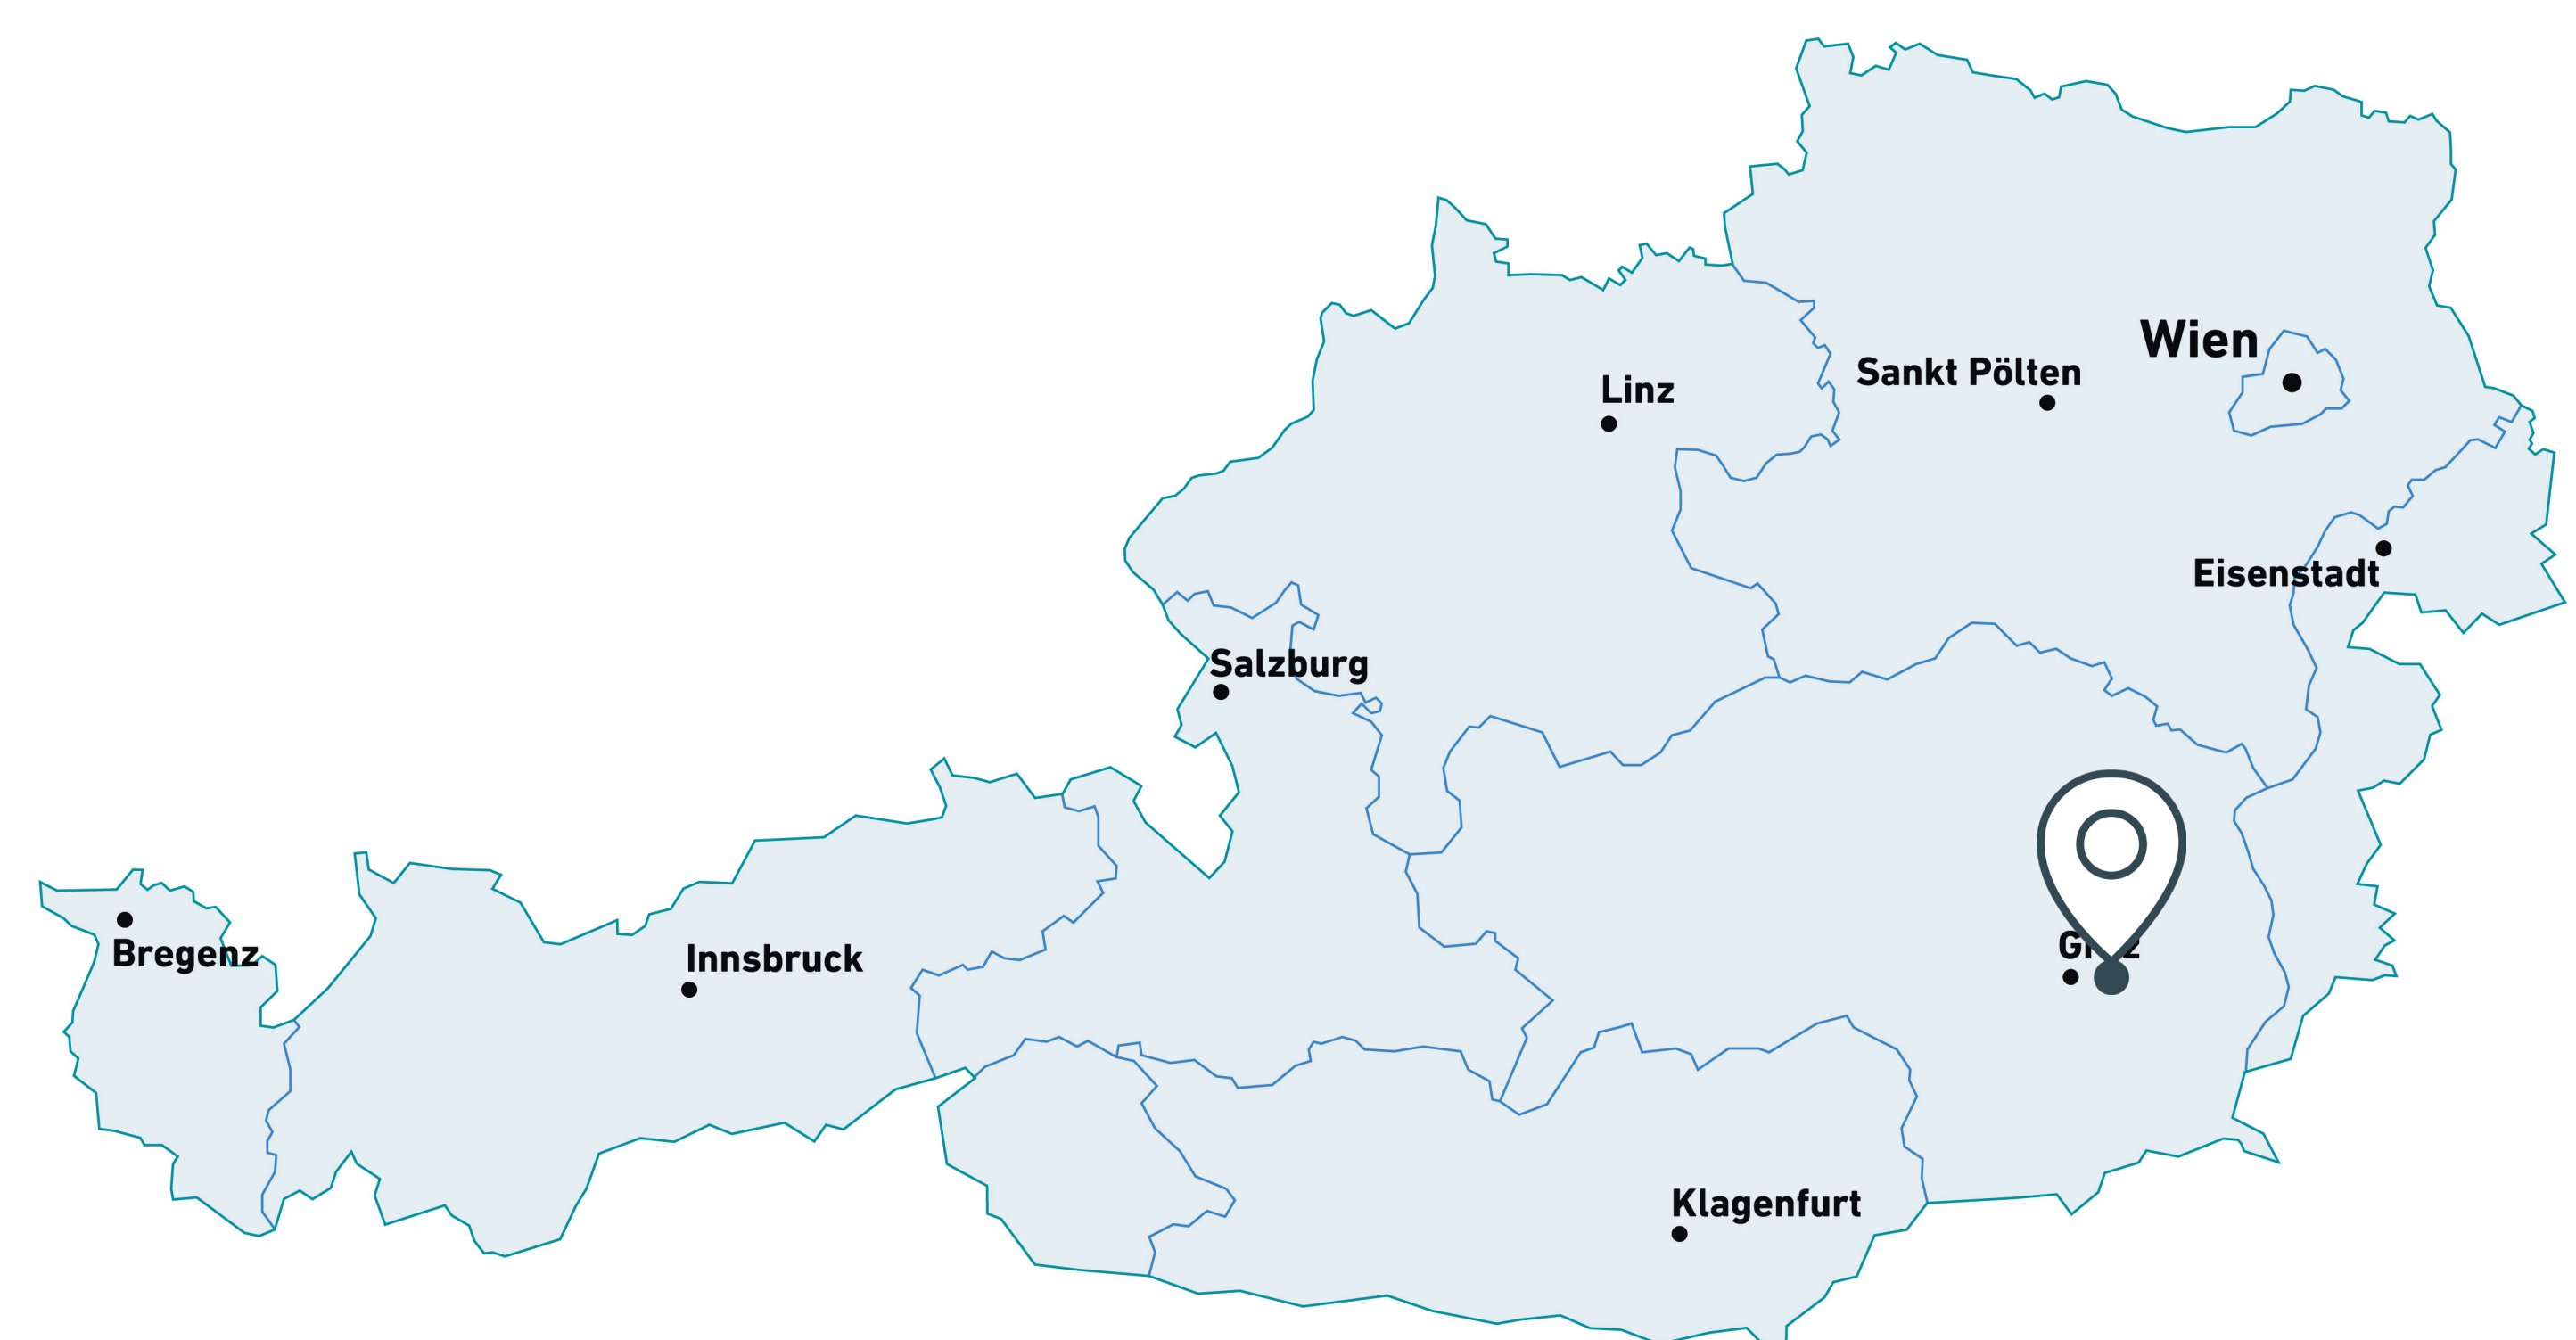 Wien
Sankt Pölten
Linz
Eisenstadt
Salzburg
Bregenz
Innsbruck
Klagenfurt